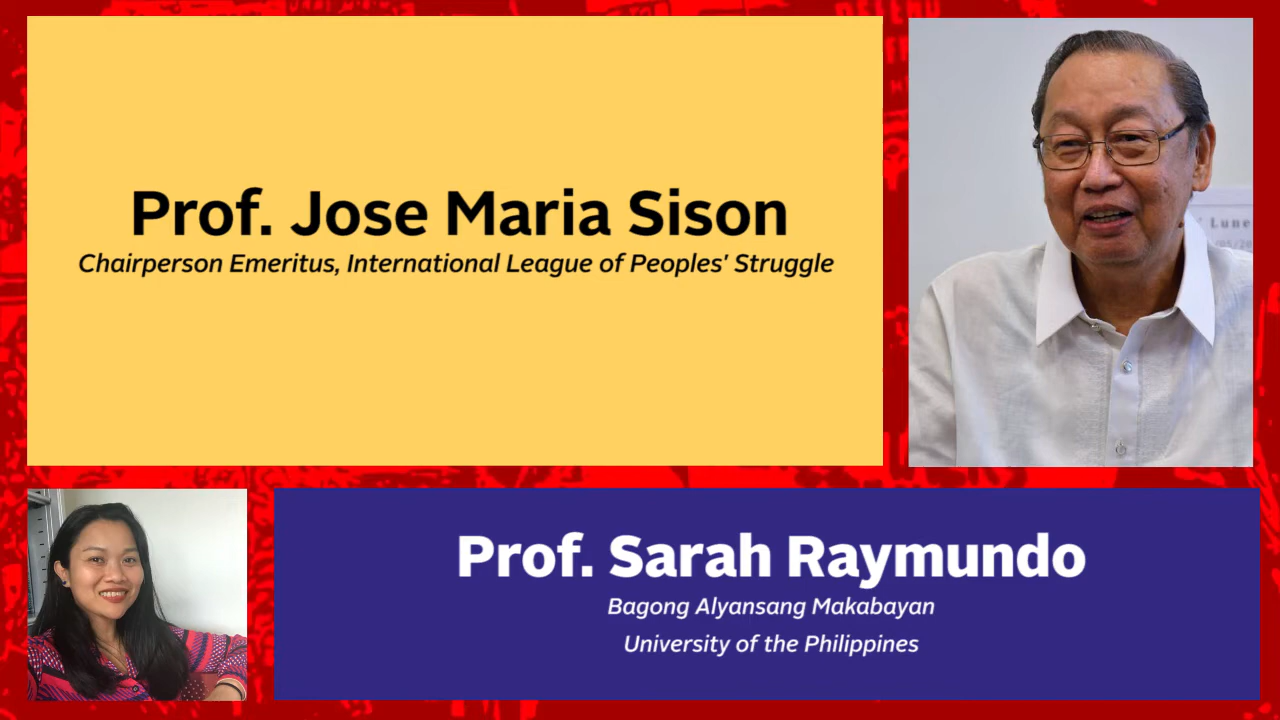 Prof. Jose Maria Sison
Chairperson Emeritus, International League of Peoples' Struggle
Prof. Sarah Raymundo
Bagong Alyansang Makabayan
University of the Philippines